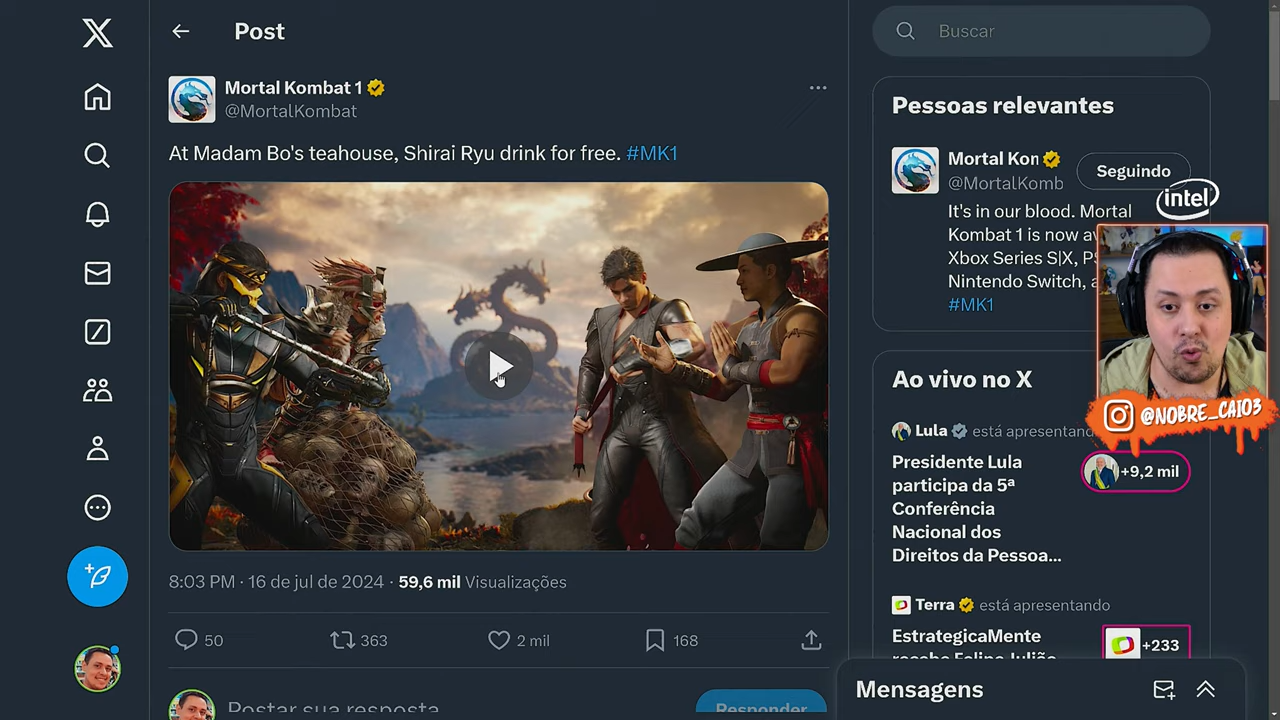 Post
Mortal Kombat 1
@MortalKombat
At Madam Bo's teahouse, Shirai Ryu drink for free. #MK1
8:03 PM · 16 de jul de 2024 · 59,6 mil Visualizações
50
363
2 mil
168
Postar sua resposta
Responder
Buscar
Pessoas relevantes
Mortal Kon
@MortalKomb
Seguindo
It's in our blood. Mortal
Kombat 1 is now av
Xbox Series S|X, P
Nintendo Switch, a
#MK1
intel
@NOBRE_CAIO3
Ao vivo no X
Lula está apresentando
Presidente Lula
participa da 5ª
Conferência
Nacional dos
Direitos da Pessoa...
+9,2 mil
Terra está apresentando
EstrategicaMente
recebe Felipe Julião
+233
Mensagens